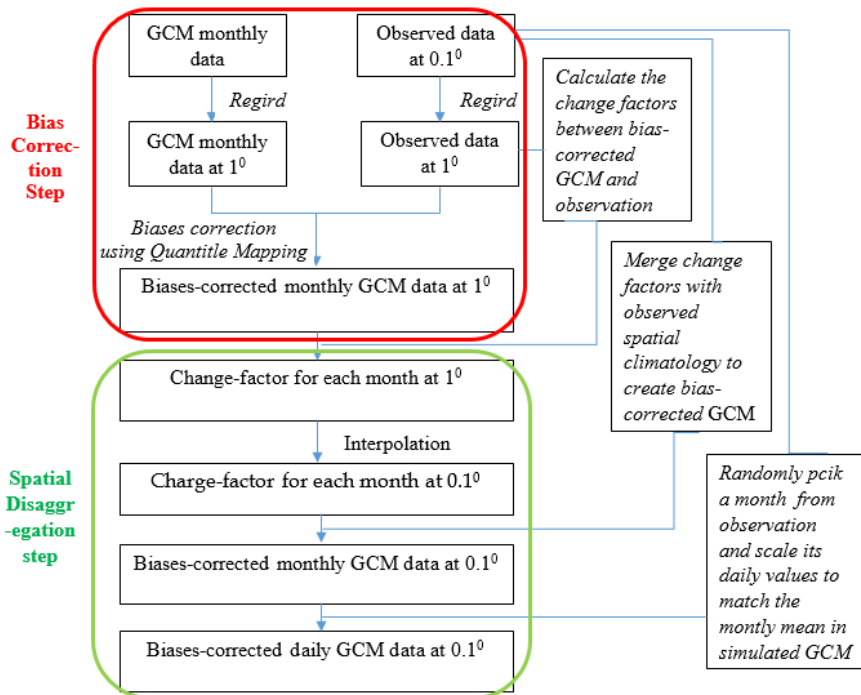 GCM monthly
data
Observed data
at 0.1⁰
Regird
Regird
GCM monthly
data at 1⁰
Observed data
at 1⁰
Bias
Correc-
tion
Step
Biases correction
using Quantitle Mapping
Biases-corrected monthly GCM data at 1⁰
Calculate the
change factors
between bias-
corrected
GCM and
observation
Merge change
factors with
observed
spatial
climatology to
create bias-
corrected GCM
Change-factor for each month at 1⁰
Interpolation
Charge-factor for each month at 0.1⁰
Spatial
Disaggr
-egation
step
Biases-corrected monthly GCM data at 0.1⁰
Biases-corrected daily GCM data at 0.1⁰
Randomly pcik
a month from
observation
and scale its
daily values to
match the
montly mean in
simulated GCM